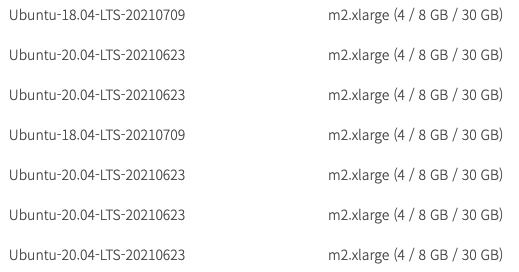 Ubuntu-18.04-LTS-20210709 m2.xlarge (4 / 8 GB / 30 GB)
Ubuntu-20.04-LTS-20210623 m2.xlarge (4 / 8 GB / 30 GB)
Ubuntu-20.04-LTS-20210623 m2.xlarge (4 / 8 GB / 30 GB)
Ubuntu-18.04-LTS-20210709 m2.xlarge (4 / 8 GB / 30 GB)
Ubuntu-20.04-LTS-20210623 m2.xlarge (4 / 8 GB / 30 GB)
Ubuntu-20.04-LTS-20210623 m2.xlarge (4 / 8 GB / 30 GB)
Ubuntu-20.04-LTS-20210623 m2.xlarge (4 / 8 GB / 30 GB)